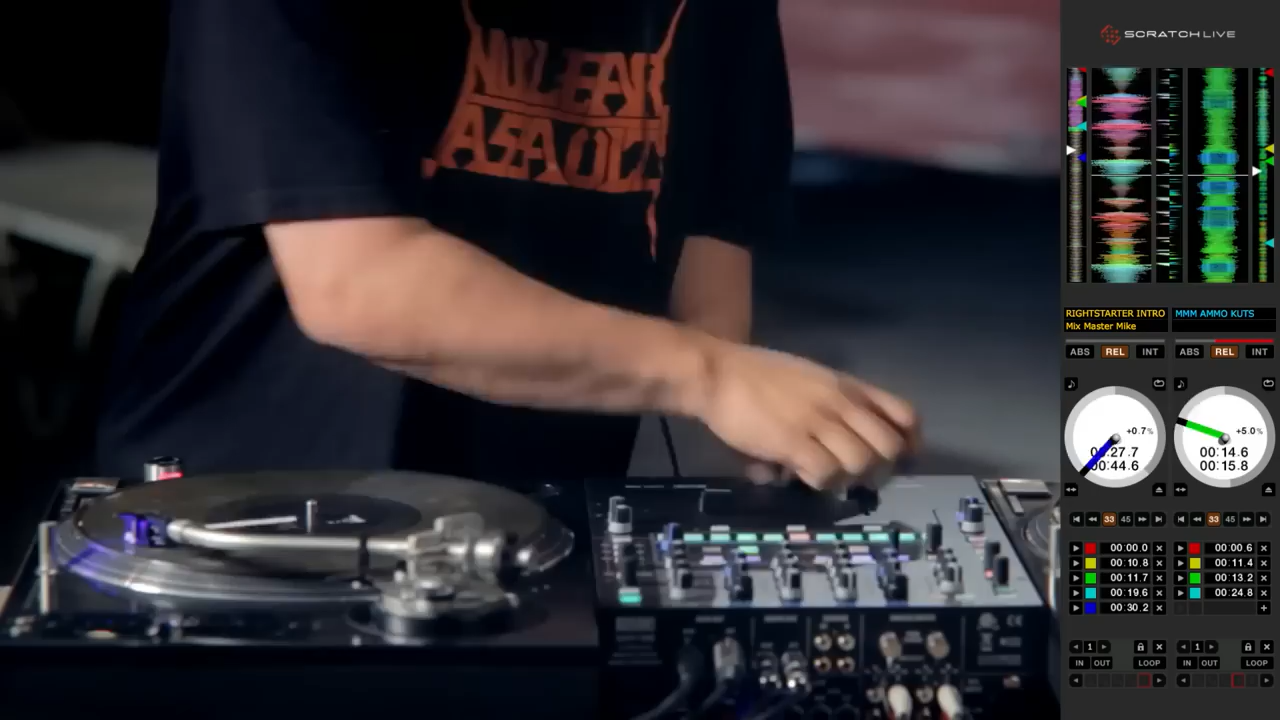 NUCLEAR
ASSAULT
SCRATCH LIVE
RIGHTSTARTER INTRO
Mix Master Mike
MMM AMMO KUTS
ABS REL INT
ABS REL INT
+0.7%
00:27.7
00:44.6
+5.0%
00:14.6
00:15.8
33 45
33 45
00:00.0
00:10.8
00:11.7
00:19.6
00:30.2
00:00.6
00:11.4
00:13.2
00:24.8
1
IN OUT LOOP
1
IN OUT LOOP